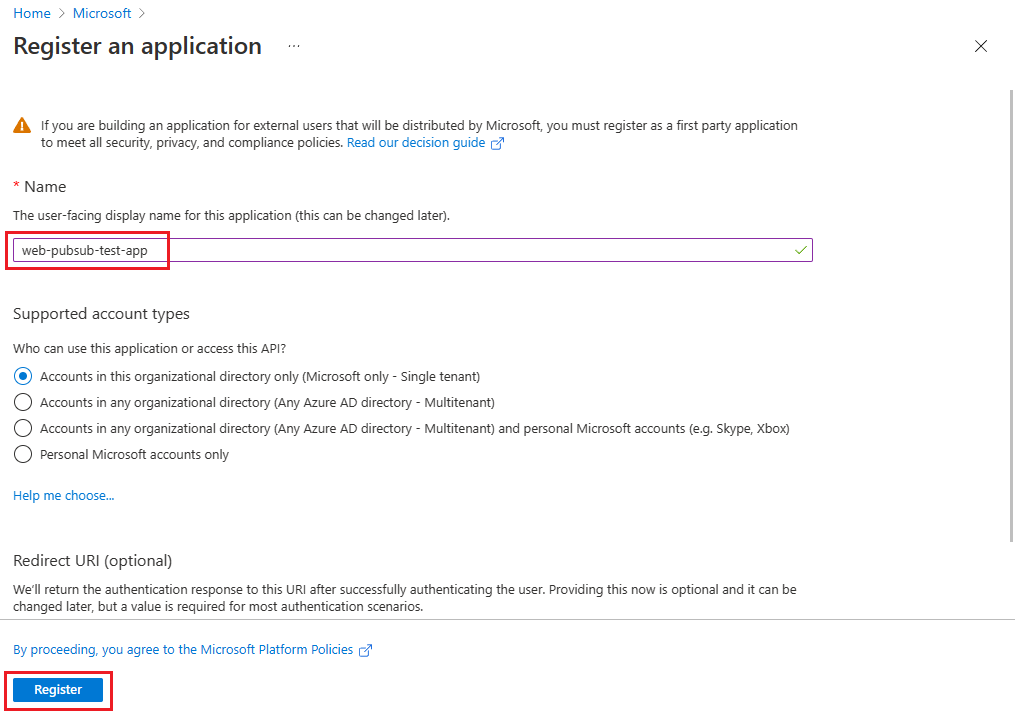 Home > Microsoft >
Register an application ...
If you are building an application for external users that will be distributed by Microsoft, you must register as a first party application
to meet all security, privacy, and compliance policies. Read our decision guide
* Name
The user-facing display name for this application (this can be changed later).
web-pubsub-test-app
Supported account types
Who can use this application or access this API?
Accounts in this organizational directory only (Microsoft only - Single tenant)
Accounts in any organizational directory (Any Azure AD directory - Multitenant)
Accounts in any organizational directory (Any Azure AD directory - Multitenant) and personal Microsoft accounts (e.g. Skype, Xbox)
Personal Microsoft accounts only
Help me choose...
Redirect URI (optional)
We'll return the authentication response to this URI after successfully authenticating the user. Providing this now is optional and it can be
changed later, but a value is required for most authentication scenarios.
By proceeding, you agree to the Microsoft Platform Policies
Register